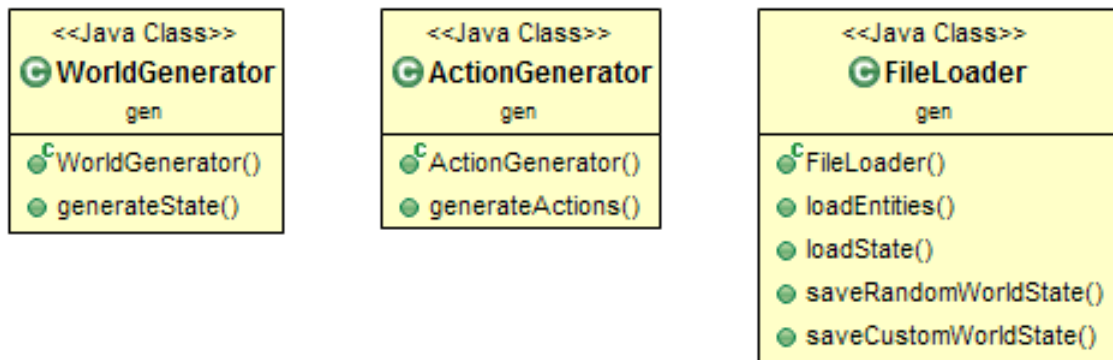 <<Java Class>>
WorldGenerator
gen
WorldGenerator()
generateState()
<<Java Class>>
ActionGenerator
gen
ActionGenerator()
generateActions()
<<Java Class>>
FileLoader
gen
FileLoader()
loadEntities()
loadState()
saveRandomWorldState()
saveCustomWorldState()